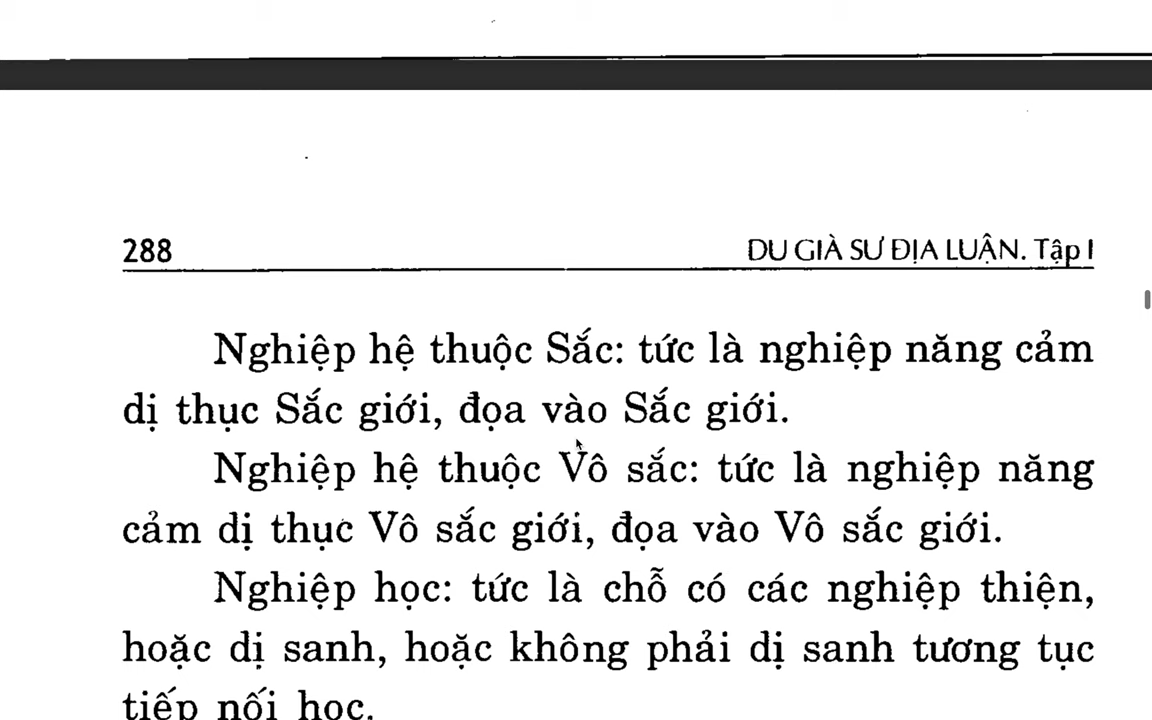 288
DU GIÀ SƯ ĐỊA LUẬN. Tập I
Nghiệp hệ thuộc Sắc: tức là nghiệp năng cảm
dị thục Sắc giới, đọa vào Sắc giới.
Nghiệp hệ thuộc Vô sắc: tức là nghiệp năng
cảm dị thục Vô sắc giới, đọa vào Vô sắc giới.
Nghiệp học: tức là chỗ có các nghiệp thiện,
hoặc dị sanh, hoặc không phải dị sanh tương tục
tiếp nối học.